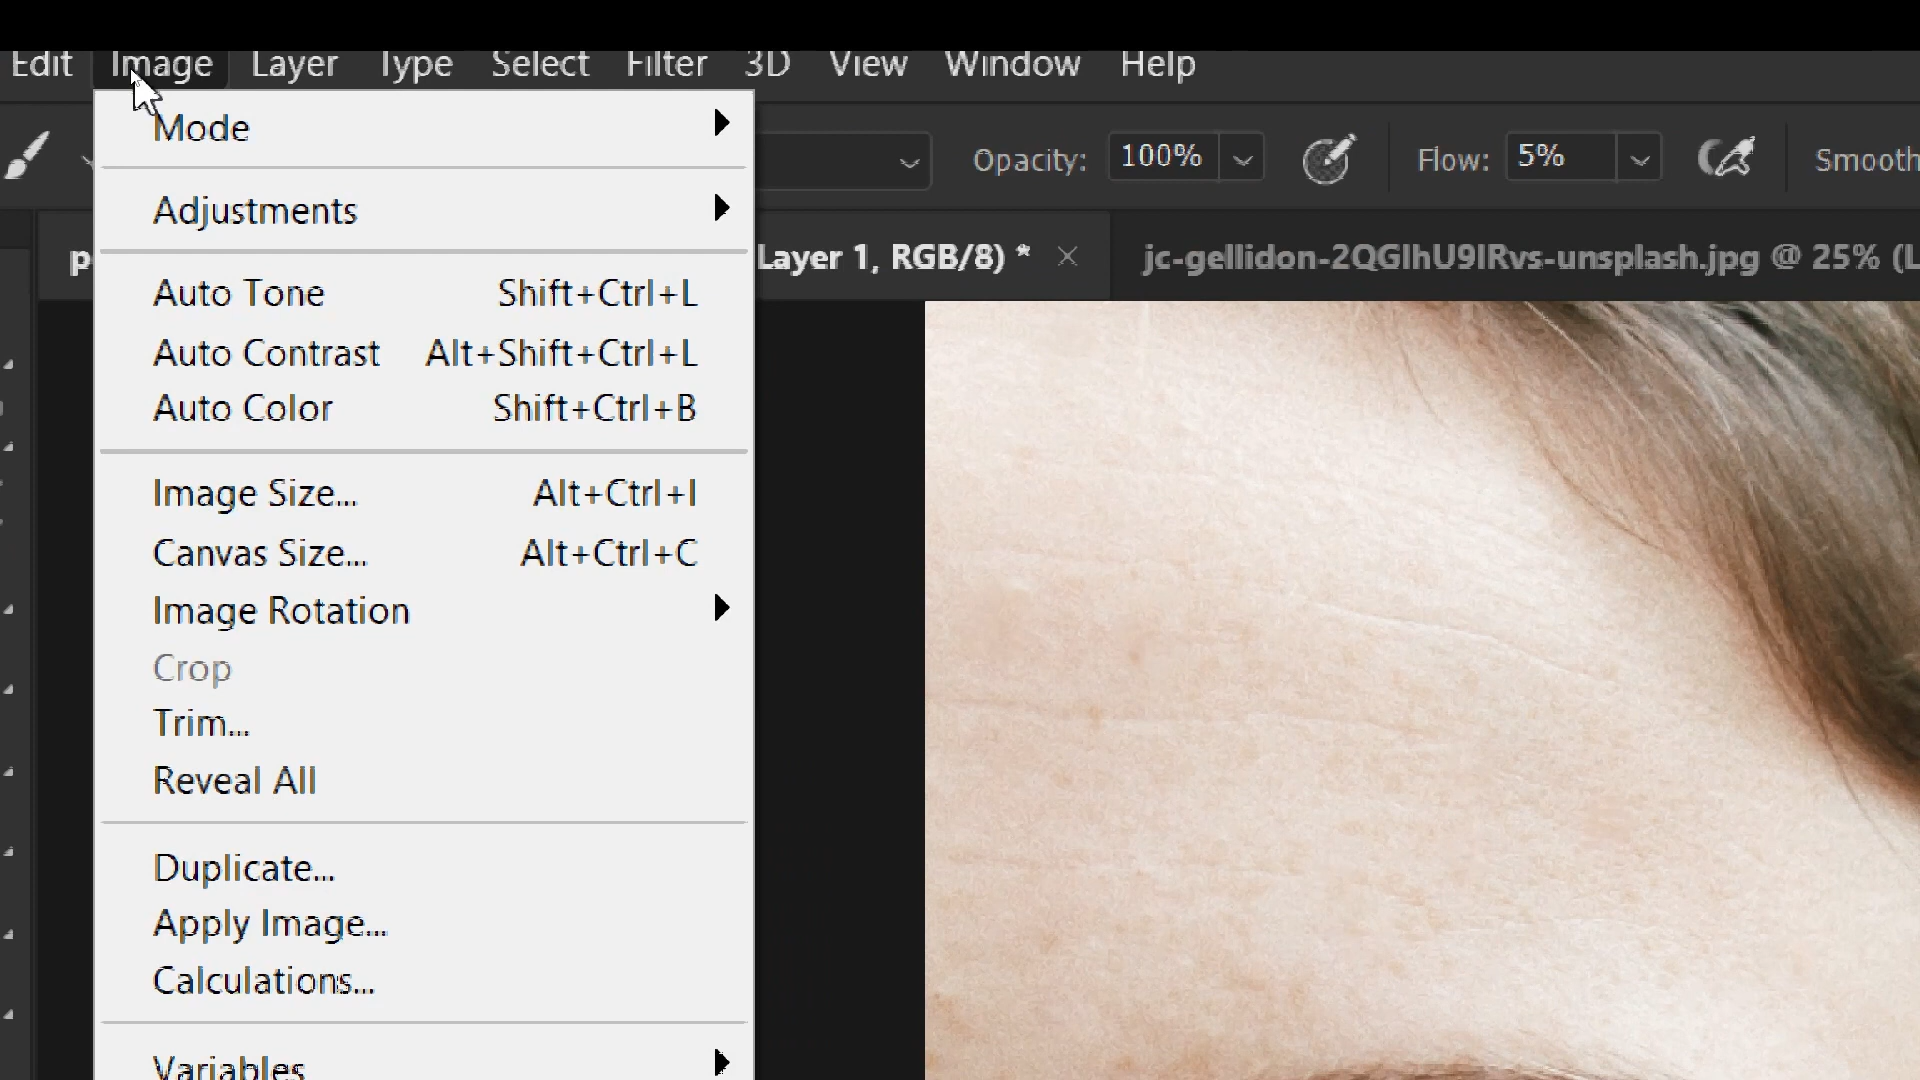 Edit Image Layer Type Select Filter 3D View Window Help
Opacity: 100% Flow: 5% Smooth
Layer 1, RGB/8) * jc-gellidon-2QGlhU9lRvs-unsplash.jpg @ 25% (L
Mode
Adjustments
Auto Tone Shift+Ctrl+L
Auto Contrast Alt+Shift+Ctrl+L
Auto Color Shift+Ctrl+B
Image Size... Alt+Ctrl+I
Canvas Size... Alt+Ctrl+C
Image Rotation
Crop
Trim...
Reveal All
Duplicate...
Apply Image...
Calculations...
Variables